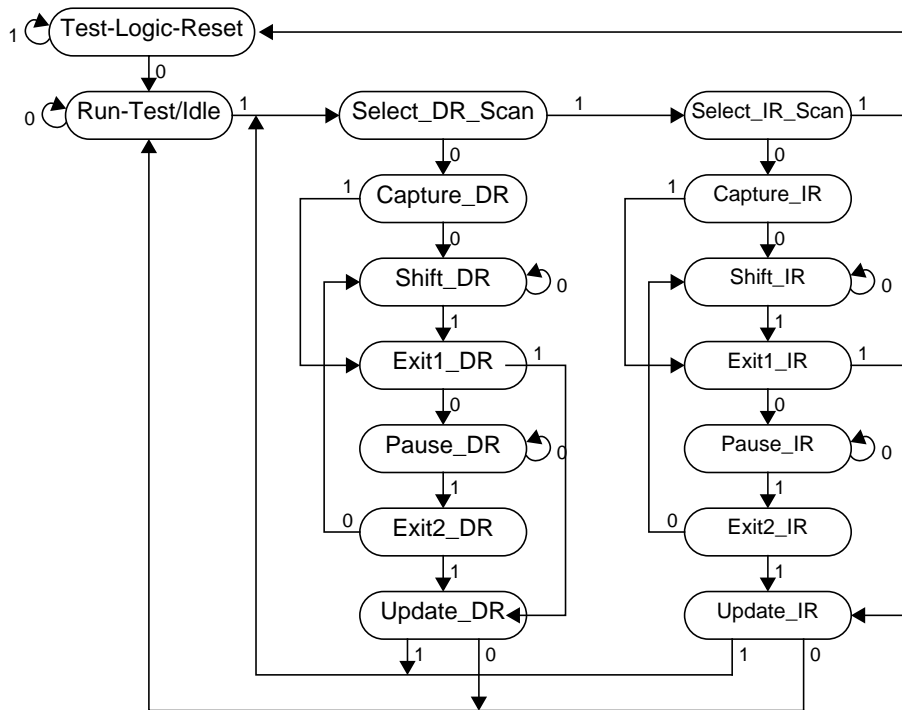 Test-Logic-Reset
1
0
Run-Test/Idle
0
1
Select_DR_Scan
1
Select_IR_Scan
1
0
0
1
Capture_DR
1
Capture_IR
0
0
Shift_DR
0
Shift_IR
0
1
1
Exit1_DR
1
Exit1_IR
1
0
0
Pause_DR
0
Pause_IR
0
1
1
0
Exit2_DR
0
Exit2_IR
1
1
Update_DR
Update_IR
1
0
1
0